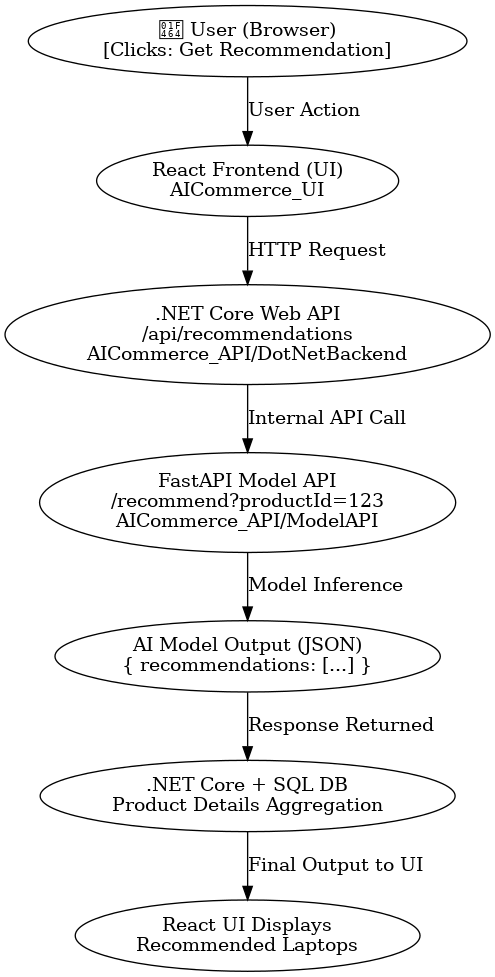 User (Browser)
[Clicks: Get Recommendation]
User Action
React Frontend (UI)
AICommerce_UI
HTTP Request
.NET Core Web API
/api/recommendations
AICommerce_API/DotNetBackend
Internal API Call
FastAPI Model API
/recommend?productId=123
AICommerce_API/ModelAPI
Model Inference
AI Model Output (JSON)
{ recommendations: [...] }
Response Returned
.NET Core + SQL DB
Product Details Aggregation
Final Output to UI
React UI Displays
Recommended Laptops